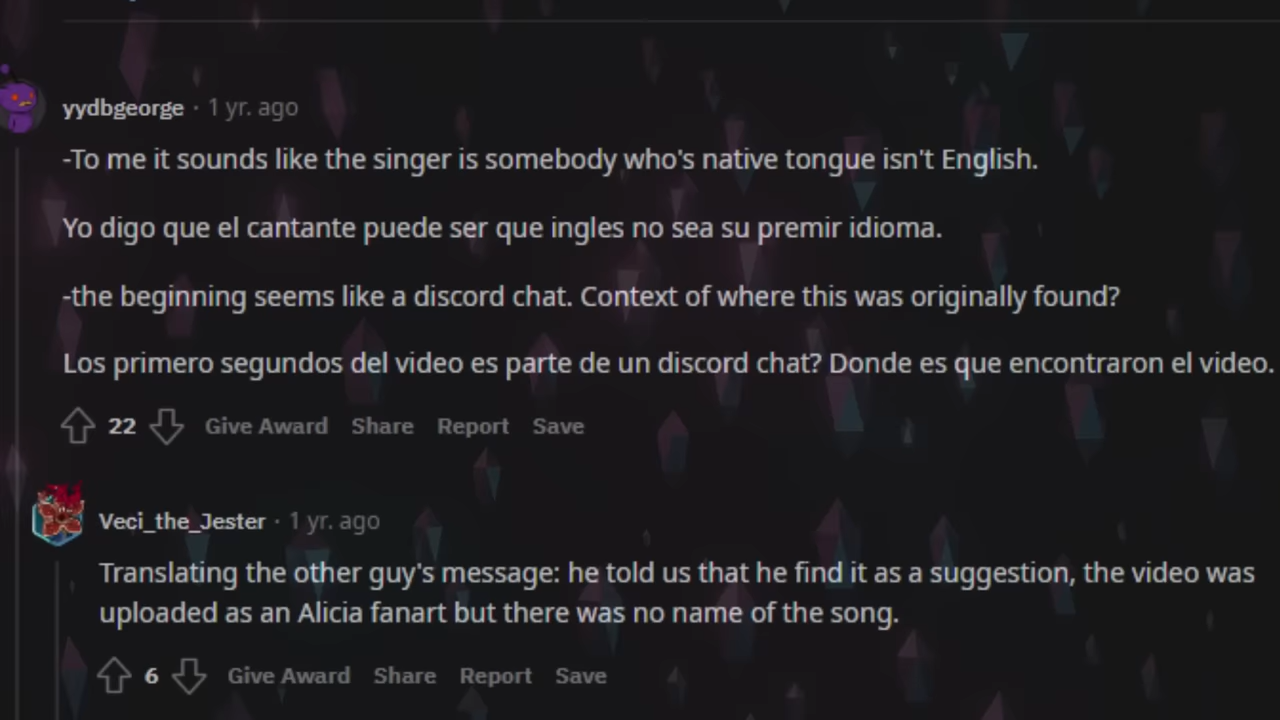 yydbgeorge · 1 yr. ago
-To me it sounds like the singer is somebody who's native tongue isn't English.
Yo digo que el cantante puede ser que ingles no sea su premir idioma.
-the beginning seems like a discord chat. Context of where this was originally found?
Los primero segundos del video es parte de un discord chat? Donde es que encontraron el video.
22 Give Award Share Report Save
Veci_the_Jester · 1 yr. ago
Translating the other guy's message: he told us that he find it as a suggestion, the video was
uploaded as an Alicia fanart but there was no name of the song.
6 Give Award Share Report Save